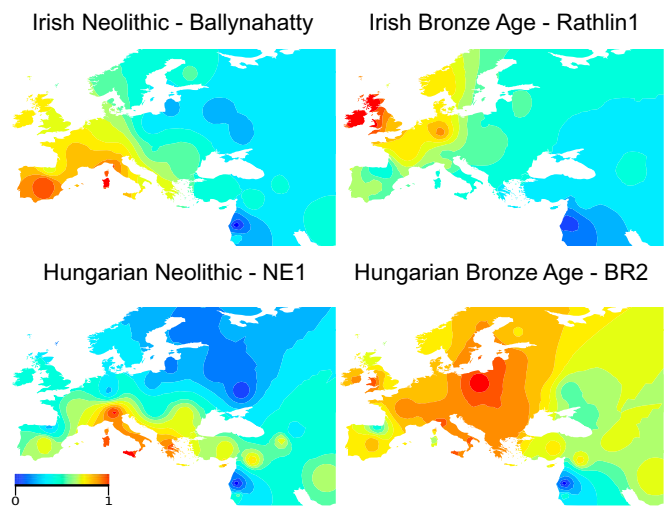 Irish Neolithic - Ballynahatty
Irish Bronze Age - Rathlin1
Hungarian Neolithic - NE1
Hungarian Bronze Age - BR2
0 1